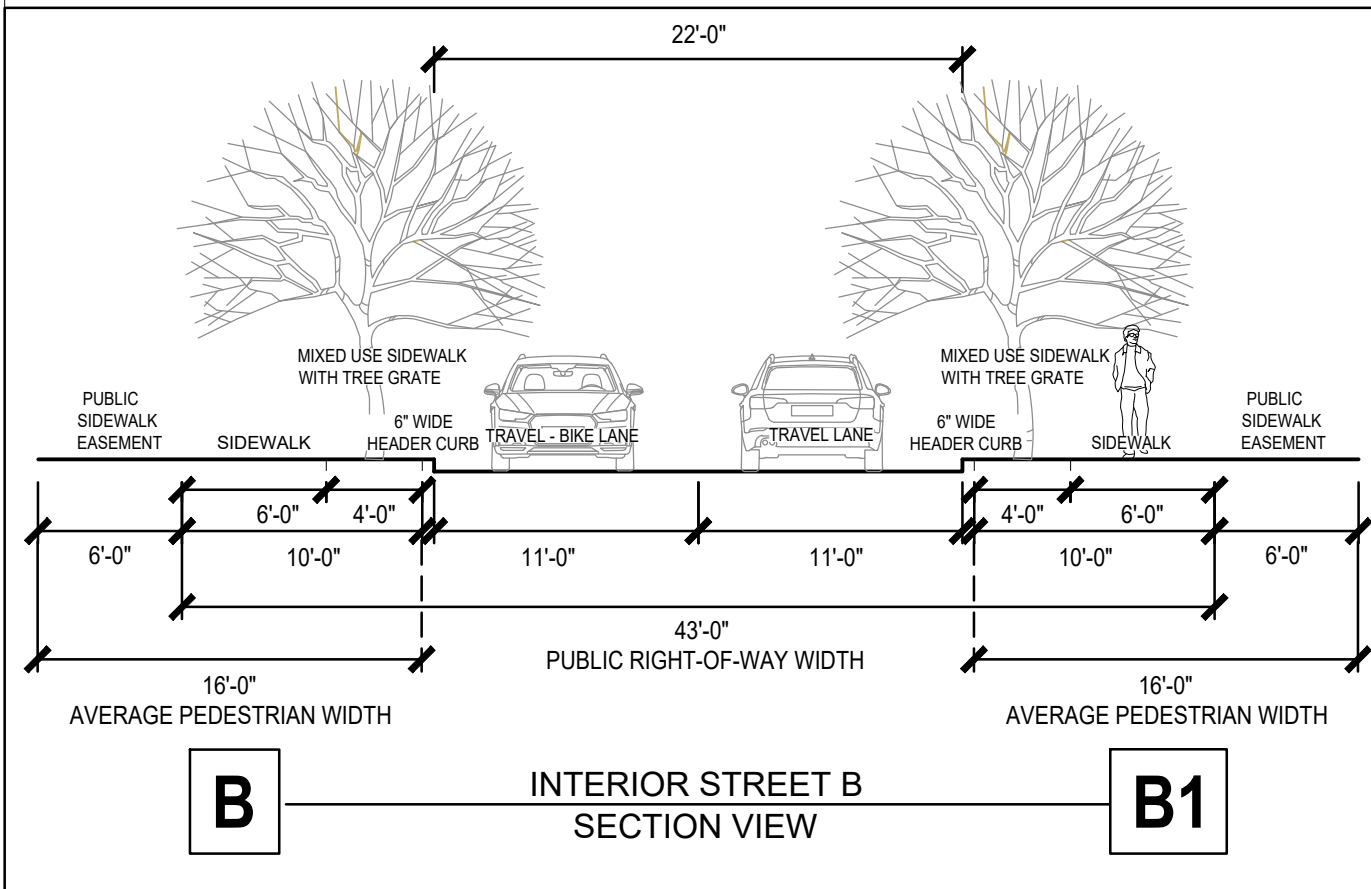 22'-0"
MIXED USE SIDEWALK
WITH TREE GRATE
MIXED USE SIDEWALK
WITH TREE GRATE
PUBLIC
SIDEWALK
EASEMENT
SIDEWALK
6" WIDE
HEADER CURB
TRAVEL - BIKE LANE
TRAVEL LANE
6" WIDE
HEADER CURB
SIDEWALK
PUBLIC
SIDEWALK
EASEMENT
6'-0" 4'-0" 4'-0" 6'-0"
6'-0" 10'-0" 11'-0" 11'-0" 10'-0" 6'-0"
43'-0"
PUBLIC RIGHT-OF-WAY WIDTH
16'-0"
AVERAGE PEDESTRIAN WIDTH
16'-0"
AVERAGE PEDESTRIAN WIDTH
B
INTERIOR STREET B
SECTION VIEW
B1